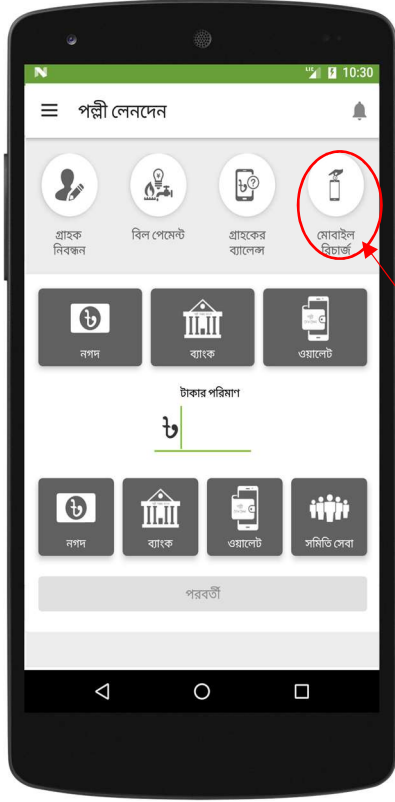 10:30
পল্লী লেনদেন
গ্রাহক
নিবন্ধন
বিল পেমেন্ট
গ্রাহকের
ব্যালেন্স
মোবাইল
রিচার্জ
নগদ
ব্যাংক
ওয়ালেট
টাকার পরিমাণ
৳
নগদ
ব্যাংক
ওয়ালেট
সমিতি সেবা
পরবর্তী